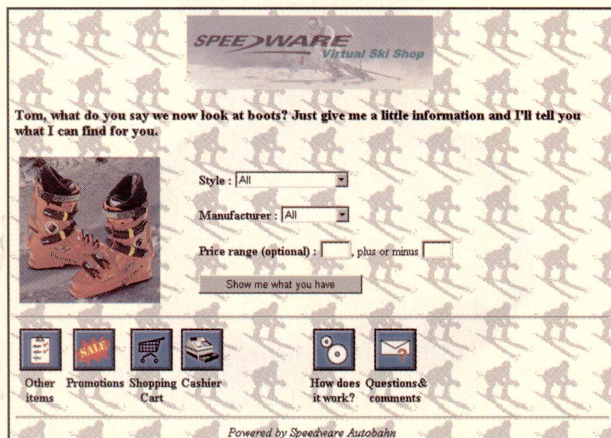 SPEEDWARE
Virtual Ski Shop
Tom, what do you say we now look at boots? Just give me a little information and I'll tell you
what I can find for you.
Style : All
Manufacturer : All
Price range (optional) : , plus or minus
Show me what you have
SALE
Other items
Promotions
Shopping Cart
Cashier
How does it work?
Questions & comments
Powered by Speedware Autobahn